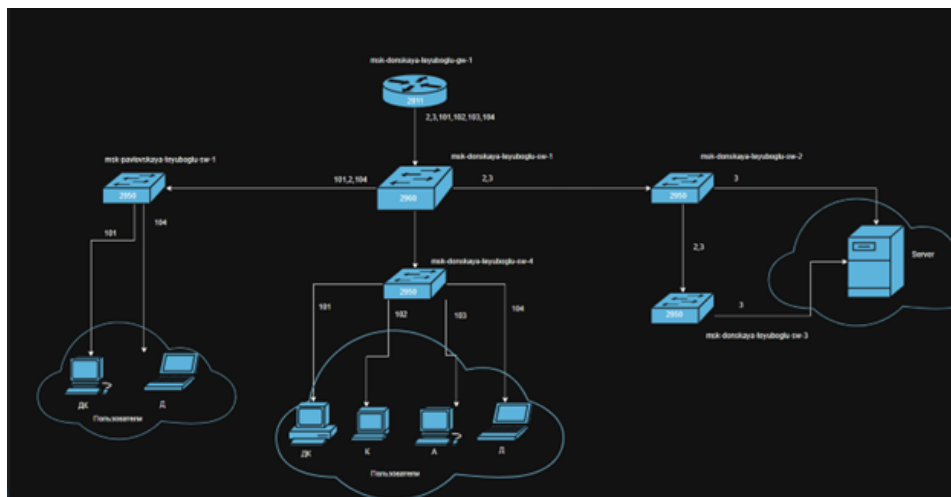 msk-donskaya-teyuboglu-gw-1
2811
2,3,101,102,103,104
msk-pavlovskaya-teyuboglu-sw-1
msk-donskaya-teyuboglu-sw-1
msk-donskaya-teyuboglu-sw-2
2950
101,2,104
2960
2,3
2950
3
101
104
msk-donskaya-teyuboglu-sw-4
2950
2,3
Server
101
102
103
104
2950
3
msk-donskaya-teyuboglu-sw-3
ДК
Д
Пользователи
ДК
К
А
Д
Пользователи